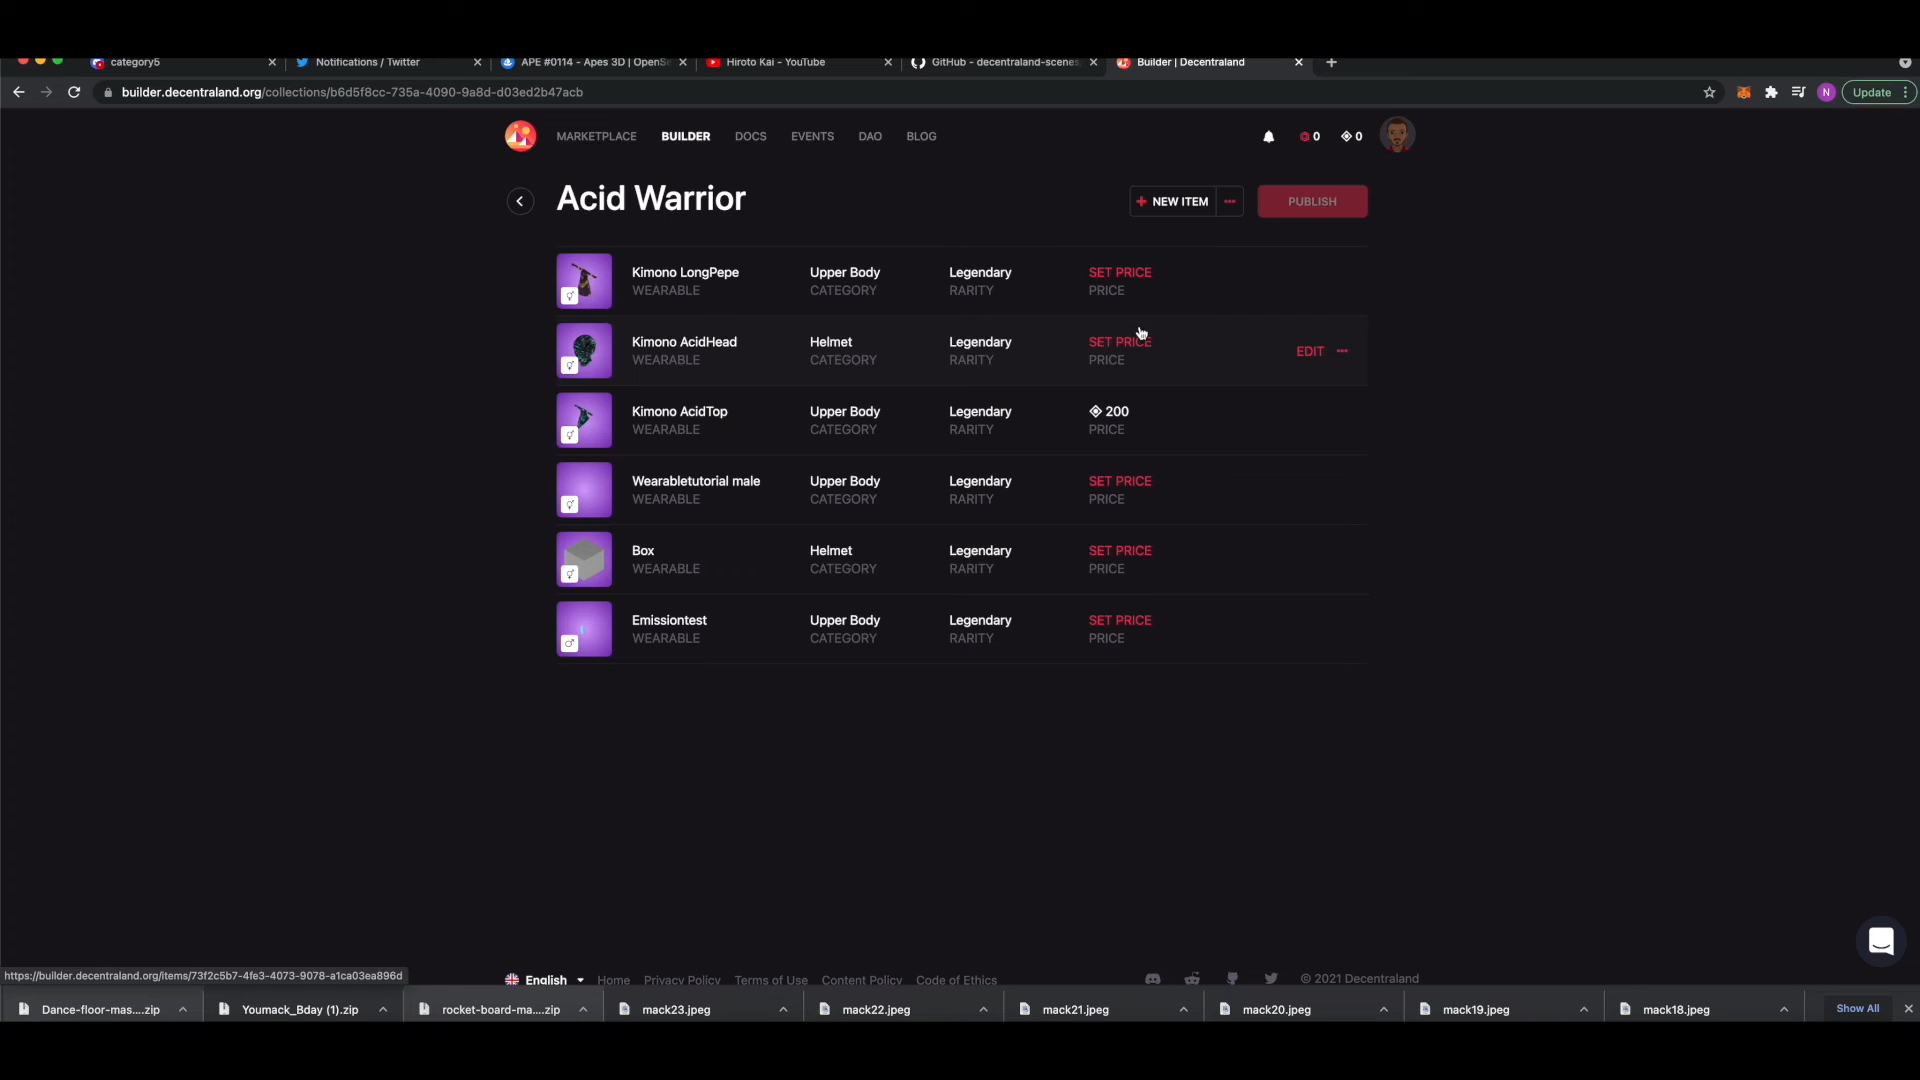 category5
Notifications / Twitter
APE #0114 - Apes 3D | OpenSe
Hiroto Kai - YouTube
GitHub - decentraland-scenes
Builder | Decentraland
builder.decentraland.org/collections/b6d5f8cc-735a-4090-9a8d-d03ed2b47acb
N
Update
MARKETPLACE
BUILDER
DOCS
EVENTS
DAO
BLOG
0
0
Acid Warrior
+ NEW ITEM
PUBLISH
Kimono LongPepe
WEARABLE
Upper Body
CATEGORY
Legendary
RARITY
SET PRICE
PRICE
Kimono AcidHead
WEARABLE
Helmet
CATEGORY
Legendary
RARITY
SET PRICE
PRICE
EDIT
Kimono AcidTop
WEARABLE
Upper Body
CATEGORY
Legendary
RARITY
200
PRICE
Wearabletutorial male
WEARABLE
Upper Body
CATEGORY
Legendary
RARITY
SET PRICE
PRICE
Box
WEARABLE
Helmet
CATEGORY
Legendary
RARITY
SET PRICE
PRICE
Emissiontest
WEARABLE
Upper Body
CATEGORY
Legendary
RARITY
SET PRICE
PRICE
https://builder.decentraland.org/items/73f2c5b7-4fe3-4073-9078-a1ca03ea896d
English
Home
Privacy Policy
Terms of Use
Content Policy
Code of Ethics
© 2021 Decentraland
Dance-floor-mas....zip
Youmack_Bday (1).zip
rocket-board-ma....zip
mack23.jpeg
mack22.jpeg
mack21.jpeg
mack20.jpeg
mack19.jpeg
mack18.jpeg
Show All